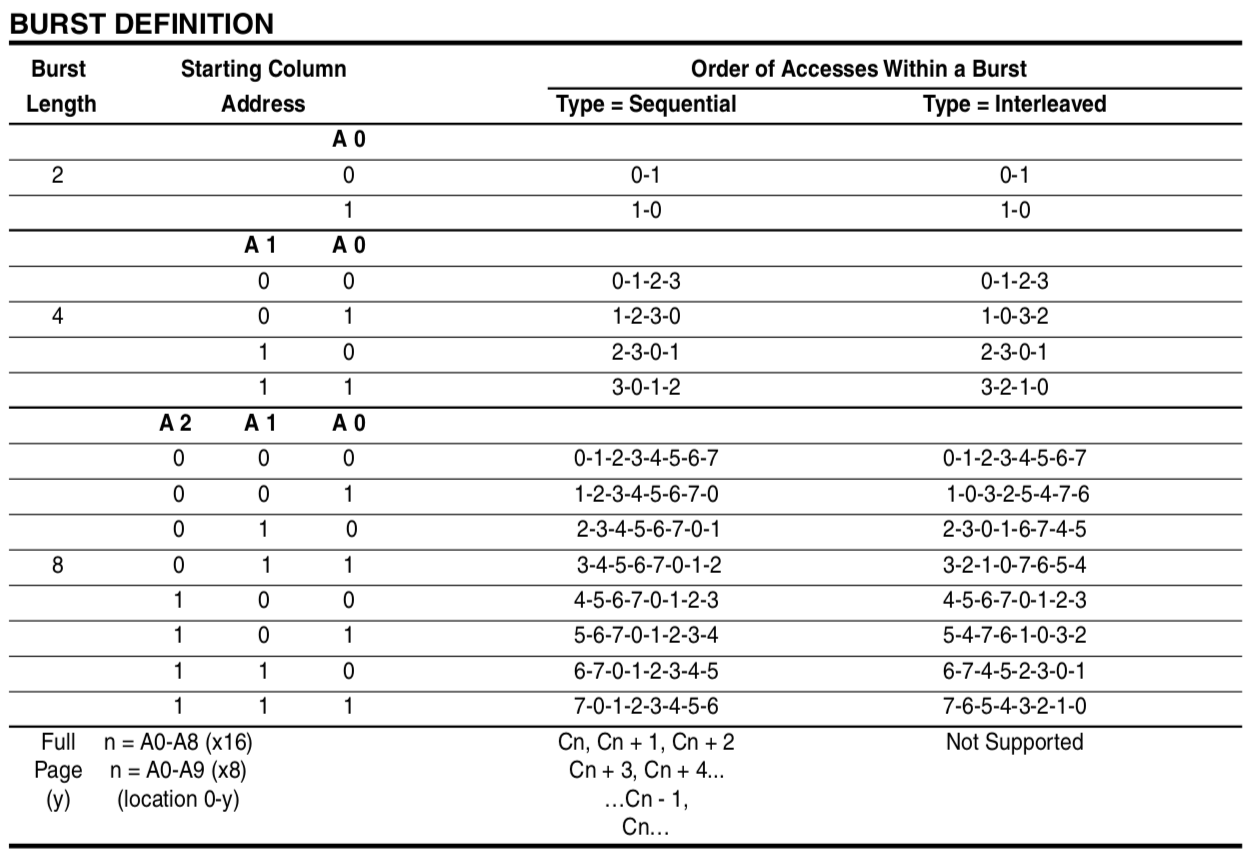 BURST DEFINITION
Burst Starting Column Order of Accesses Within a Burst
Length Address Type = Sequential Type = Interleaved
A 0
2 0 0-1 0-1
1 1-0 1-0
A 1 A 0
0 0 0-1-2-3 0-1-2-3
4 0 1 1-2-3-0 1-0-3-2
1 0 2-3-0-1 2-3-0-1
1 1 3-0-1-2 3-2-1-0
A 2 A 1 A 0
0 0 0 0-1-2-3-4-5-6-7 0-1-2-3-4-5-6-7
0 0 1 1-2-3-4-5-6-7-0 1-0-3-2-5-4-7-6
0 1 0 2-3-4-5-6-7-0-1 2-3-0-1-6-7-4-5
8 0 1 1 3-4-5-6-7-0-1-2 3-2-1-0-7-6-5-4
1 0 0 4-5-6-7-0-1-2-3 4-5-6-7-0-1-2-3
1 0 1 5-6-7-0-1-2-3-4 5-4-7-6-1-0-3-2
1 1 0 6-7-0-1-2-3-4-5 6-7-4-5-2-3-0-1
1 1 1 7-0-1-2-3-4-5-6 7-6-5-4-3-2-1-0
Full n = A0-A8 (x16) Cn, Cn + 1, Cn + 2 Not Supported
Page n = A0-A9 (x8) Cn + 3, Cn + 4...
(y) (location 0-y) …Cn - 1,
Cn…